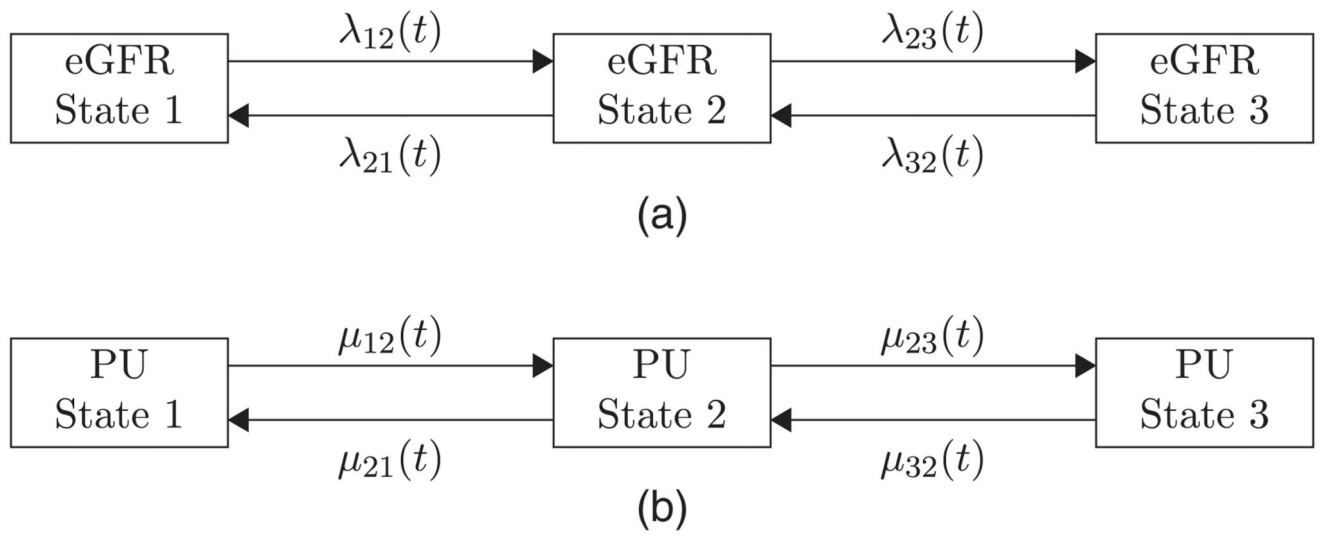 λ12(t) λ23(t)
eGFR eGFR eGFR
State 1 State 2 State 3
λ21(t) λ32(t)
(a)
μ12(t) μ23(t)
PU PU PU
State 1 State 2 State 3
μ21(t) μ32(t)
(b)